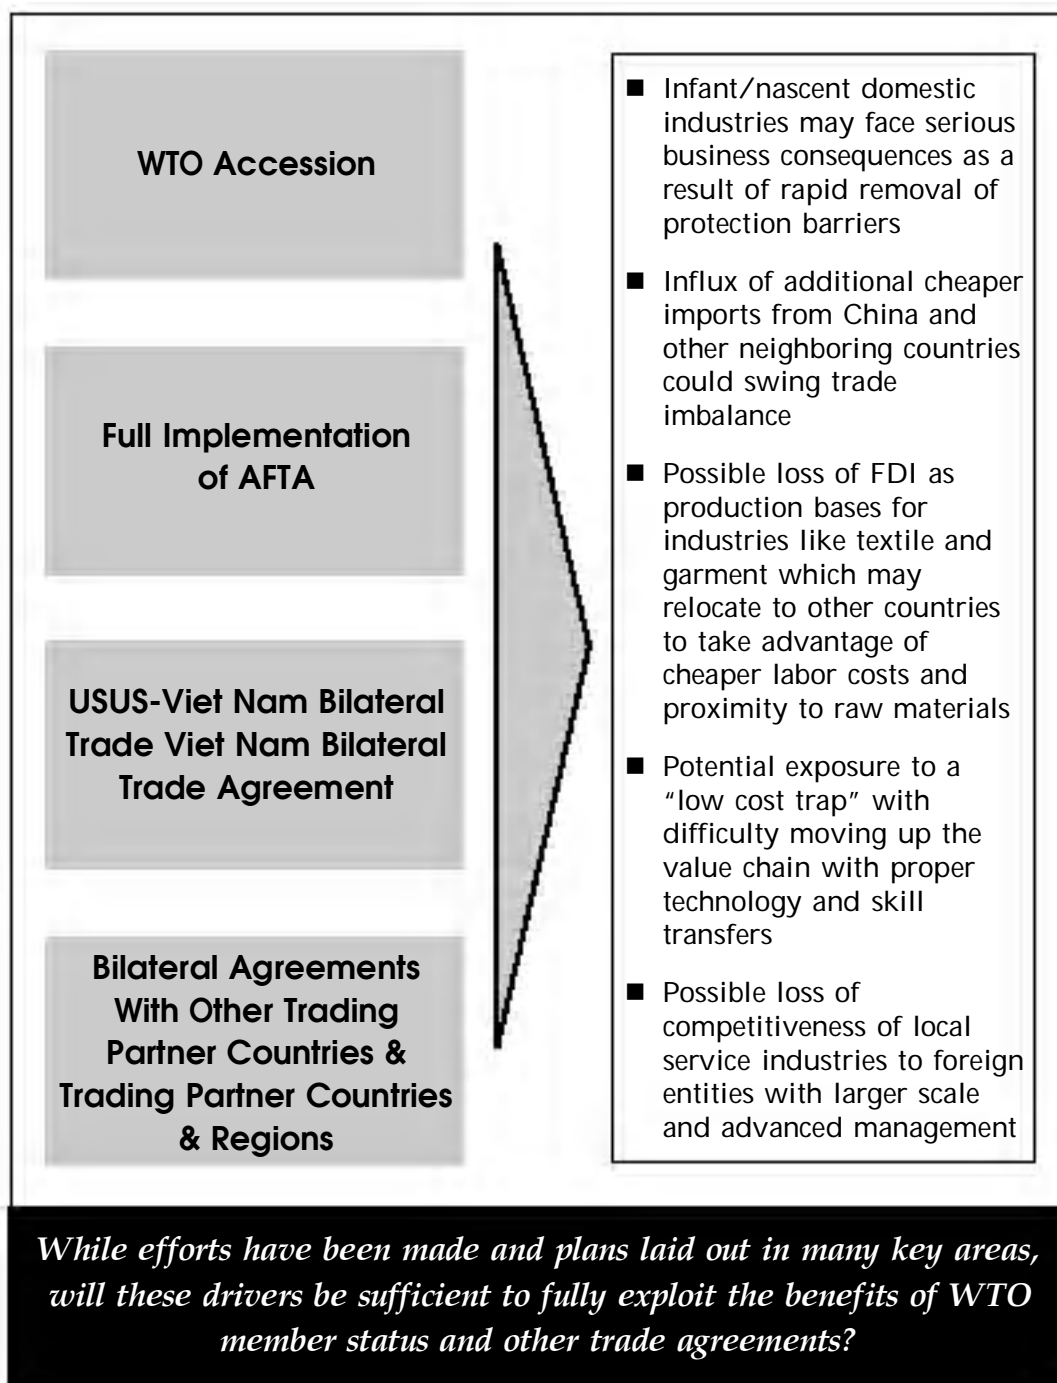 WTO Accession
Full Implementation
of AFTA
USUS-Viet Nam Bilateral
Trade Viet Nam Bilateral
Trade Agreement
Bilateral Agreements
With Other Trading
Partner Countries &
Trading Partner Countries
& Regions
■ Infant/nascent domestic
industries may face serious
business consequences as a
result of rapid removal of
protection barriers
■ Influx of additional cheaper
imports from China and
other neighboring countries
could swing trade
imbalance
■ Possible loss of FDI as
production bases for
industries like textile and
garment which may
relocate to other countries
to take advantage of
cheaper labor costs and
proximity to raw materials
■ Potential exposure to a
“low cost trap” with
difficulty moving up the
value chain with proper
technology and skill
transfers
■ Possible loss of
competitiveness of local
service industries to foreign
entities with larger scale
and advanced management
While efforts have been made and plans laid out in many key areas,
will these drivers be sufficient to fully exploit the benefits of WTO
member status and other trade agreements?